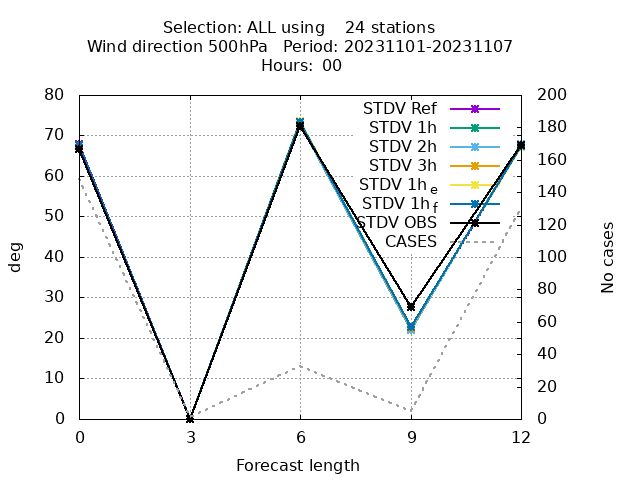 Selection: ALL using 24 stations
Wind direction 500hPa Period: 20231101-20231107
Hours: 00
80
70
60
50
40
30
20
10
0
200
180
160
140
120
100
80
60
40
20
0
STDV Ref
STDV 1h
STDV 2h
STDV 3h
STDV 1h e
STDV 1h f
STDV OBS
CASES
deg
No cases
0 3 6 9 12
Forecast length